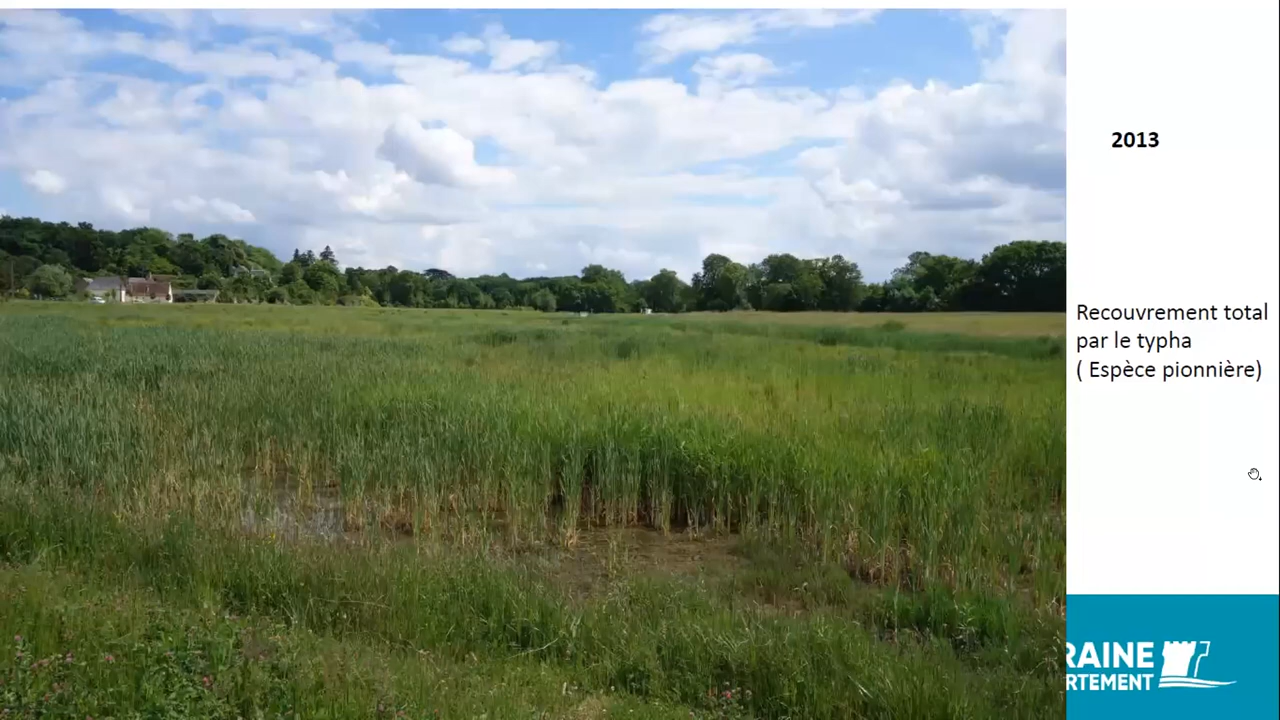 2013
Recouvrement total
par le typha
( Espèce pionnière)
RAINE
RTEMENT